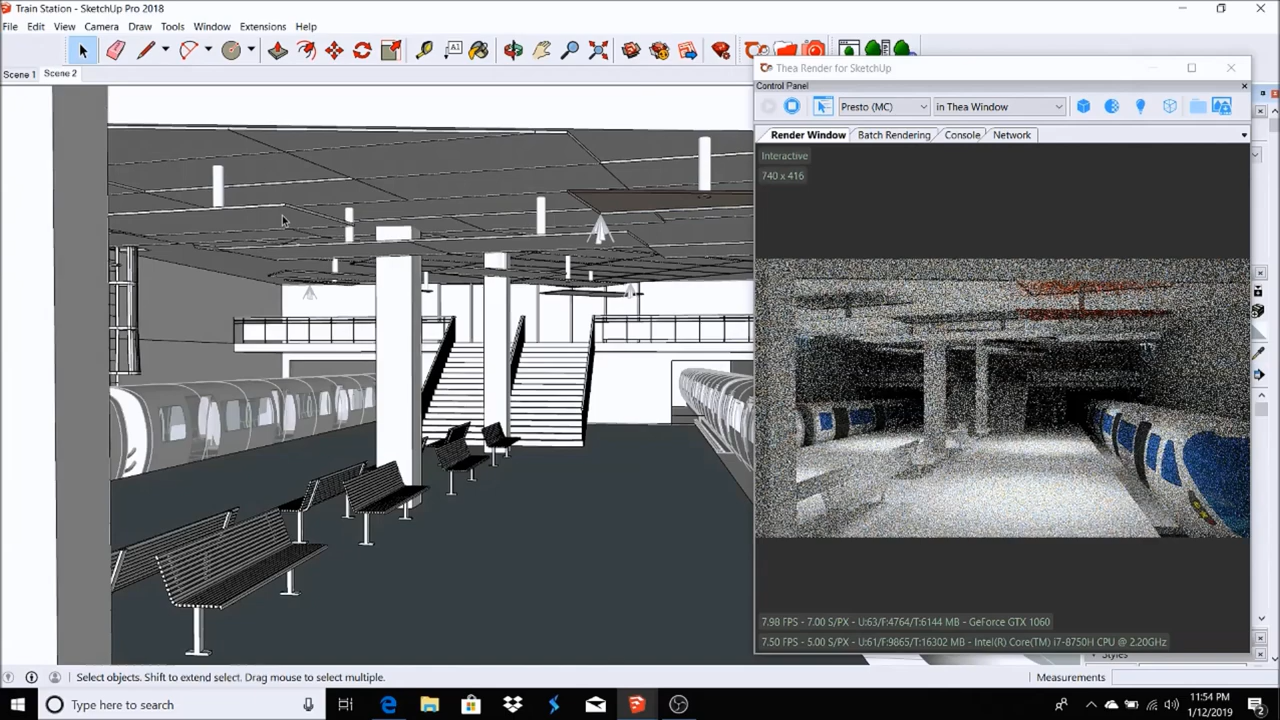 Train Station - SketchUp Pro 2018
File Edit View Camera Draw Tools Window Extensions Help
A1
Scene 1 Scene 2
Thea Render for SketchUp
Control Panel
Presto (MC) in Thea Window
Render Window Batch Rendering Console Network
Interactive
740 x 416
7.98 FPS - 7.00 S/PX - U:63/F:4764/T:6144 MB - GeForce GTX 1060
7.50 FPS - 5.00 S/PX - U:61/F:9865/T:16302 MB - Intel(R) Core(TM) i7-8750H CPU @ 2.20GHz
Styles
Select objects. Shift to extend select. Drag mouse to select multiple.
Measurements
Type here to search
11:54 PM
1/12/2019
2